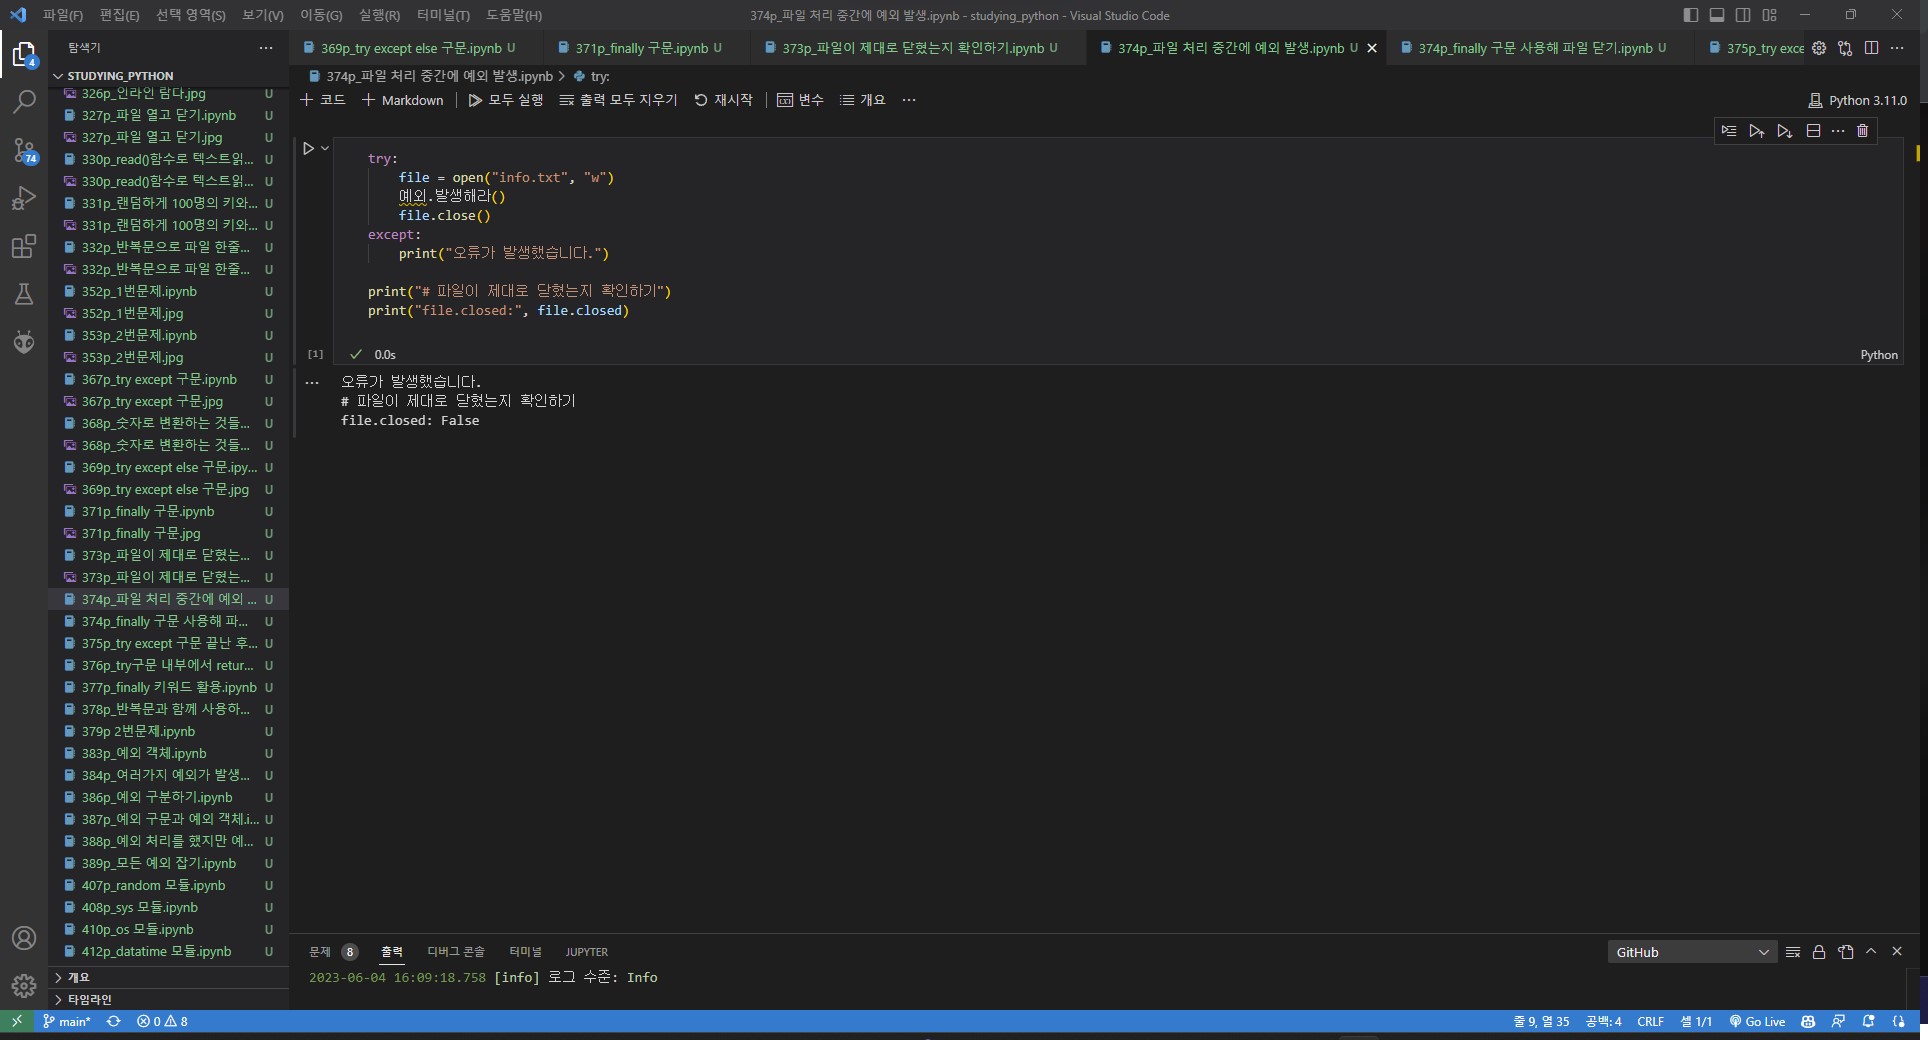 파일(F) 편집(E) 선택 영역(S) 보기(V) 이동(G) 실행(R) 터미널(T) 도움말(H)
374p_파일 처리 중간에 예외 발생.ipynb - studying_python - Visual Studio Code
탐색기
369p_try except else 구문.ipynb U
371p_finally 구문.ipynb U
373p_파일이 제대로 닫혔는지 확인하기.ipynb U
374p_파일 처리 중간에 예외 발생.ipynb U
374p_finally 구문 사용해 파일 닫기.ipynb U
375p_try exce
374p_파일 처리 중간에 예외 발생.ipynb > try:
코드 Markdown 모두 실행 출력 모두 지우기 재시작 변수 개요 ...
Python 3.11.0
4
74
STUDYING_PYTHON
326p_인라인 람다.jpg U
327p_파일 열고 닫기.ipynb U
327p_파일 열고 닫기.jpg U
330p_read()함수로 텍스트읽... U
330p_read()함수로 텍스트읽... U
331p_랜덤하게 100명의 키와... U
331p_랜덤하게 100명의 키와... U
332p_반복문으로 파일 한줄... U
332p_반복문으로 파일 한줄... U
352p_1번문제.ipynb U
352p_1번문제.jpg U
353p_2번문제.ipynb U
353p_2번문제.jpg U
367p_try except 구문.ipynb U
367p_try except 구문.jpg U
368p_숫자로 변환하는 것들... U
368p_숫자로 변환하는 것들... U
369p_try except else 구문.ipy... U
369p_try except else 구문.jpg U
371p_finally 구문.ipynb U
371p_finally 구문.jpg U
373p_파일이 제대로 닫혔는... U
373p_파일이 제대로 닫혔는... U
374p_파일 처리 중간에 예외 ... U
374p_finally 구문 사용해 파... U
375p_try except 구문 끝난 후... U
376p_try구문 내부에서 retur... U
377p_finally 키워드 활용.ipynb U
378p_반복문과 함께 사용하... U
379p 2번문제.ipynb U
383p_예외 객체.ipynb U
384p_여러가지 예외가 발생... U
386p_예외 구분하기.ipynb U
387p_예외 구문과 예외 객체.i... U
388p_예외 처리를 했지만 예... U
389p_모든 예외 잡기.ipynb U
407p_random 모듈.ipynb U
408p_sys 모듈.ipynb U
410p_os 모듈.ipynb U
412p_datatime 모듈.ipynb U
개요
타임라인
try:
file = open("info.txt", "w")
예외.발생해라()
file.close()
except:
print("오류가 발생했습니다.")
print("# 파일이 제대로 닫혔는지 확인하기")
print("file.closed:", file.closed)
[1] 0.0s
Python
오류가 발생했습니다.
# 파일이 제대로 닫혔는지 확인하기
file.closed: False
문제 8 출력 디버그 콘솔 터미널 JUPYTER
GitHub
2023-06-04 16:09:18.758 [info] 로그 수준: Info
main* 0 8
줄 9, 열 35 공백: 4 CRLF 셀 1/1 Go Live